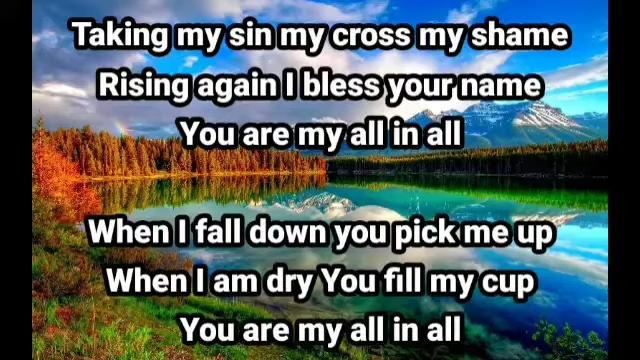 Taking my sin my cross my shame
Rising again I bless your name
You are my all in all
When I fall down you pick me up
When I am dry You fill my cup
You are my all in all